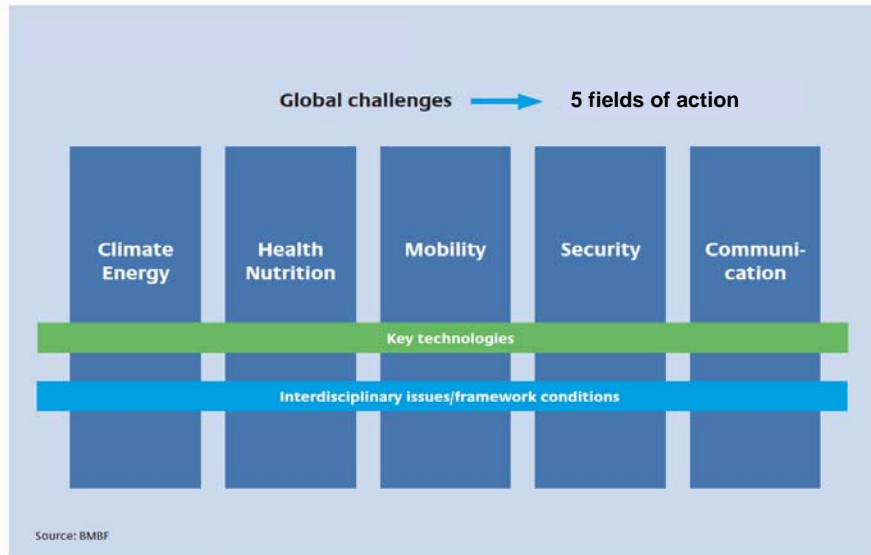 Global challenges 5 fields of action
Climate
Energy
Health
Nutrition
Mobility
Security
Communi-
cation
Key technologies
Interdisciplinary issues/framework conditions
Source: BMBF